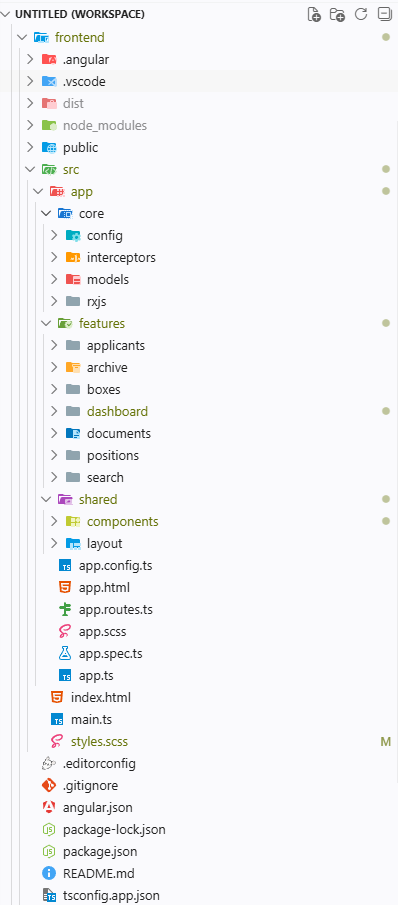 UNTITLED (WORKSPACE)
frontend
.angular
.vscode
dist
node_modules
public
src
app
core
config
interceptors
models
rxjs
features
applicants
archive
boxes
dashboard
documents
positions
search
shared
components
layout
app.config.ts
app.html
app.routes.ts
app.scss
app.spec.ts
app.ts
index.html
main.ts
styles.scss M
.editorconfig
.gitignore
angular.json
package-lock.json
package.json
README.md
tsconfig.app.json